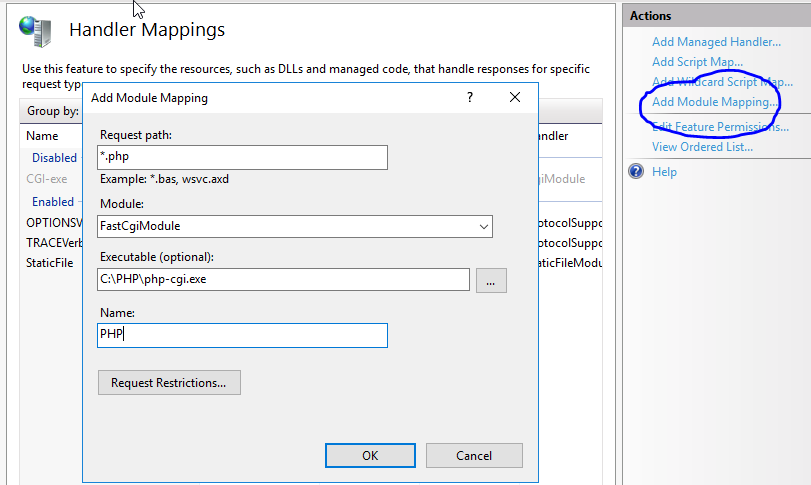 Handler Mappings
Use this feature to specify the resources, such as DLLs and managed code, that handle responses for specific
request typ
Group by:
Name
Disabled
CGI-exe
Enabled
OPTIONSV
TRACEVerb
StaticFile
Add Module Mapping
? ×
Request path:
*.php
Example: *.bas, wsvc.axd
Module:
FastCgiModule
Executable (optional):
C:\PHP\php-cgi.exe
...
Name:
PHP
Request Restrictions...
OK
Cancel
andler
giModule
otocolSuppo
otocolSuppo
aticFileModu
Actions
Add Managed Handler...
Add Script Map...
Add Wildcard Script Map...
Add Module Mapping...
Edit Feature Permissions...
View Ordered List...
Help